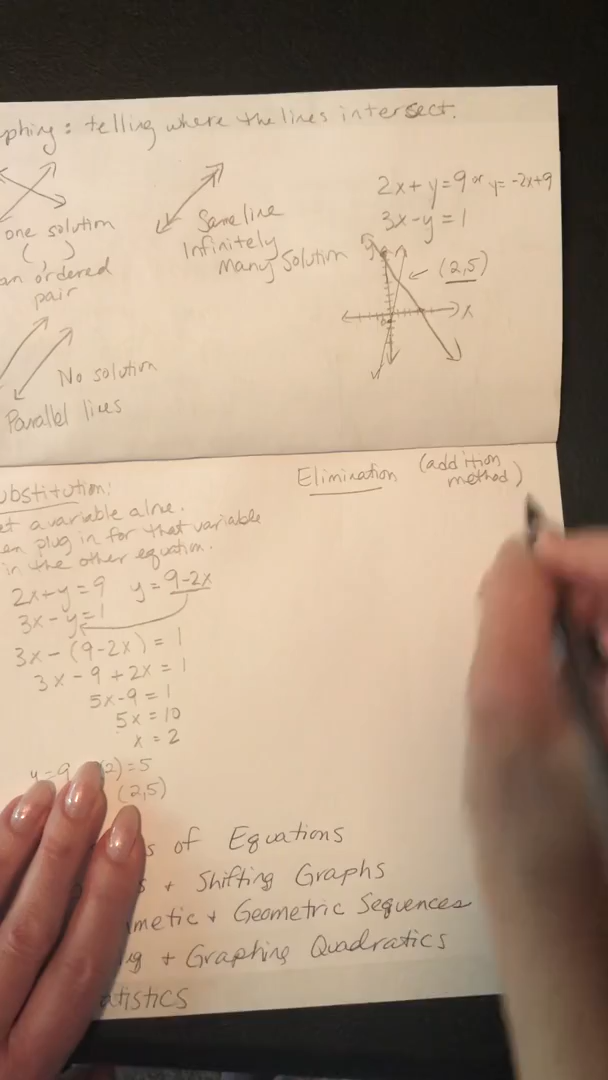 phing: telling where the lines intersect.
one solution
( , )
an ordered
pair
Same line
Infinitely
Many Solution
2x + y = 9 or y = -2x+9
3x - y = 1
y
(2,5)
x
No solution
Parallel lines
ubstitution:
et a variable alne.
en plug in for that variable
in the other equation.
2x + y = 9 y = 9-2x
3x - y = 1
3x - (9-2x) = 1
3x - 9 + 2x = 1
5x - 9 = 1
5x = 10
x = 2
(2) = 5
(2,5)
Elimination (addition
method)
s of Equations
s + Shifting Graphs
metic + Geometric Sequences
ng + Graphing Quadratics
atistics